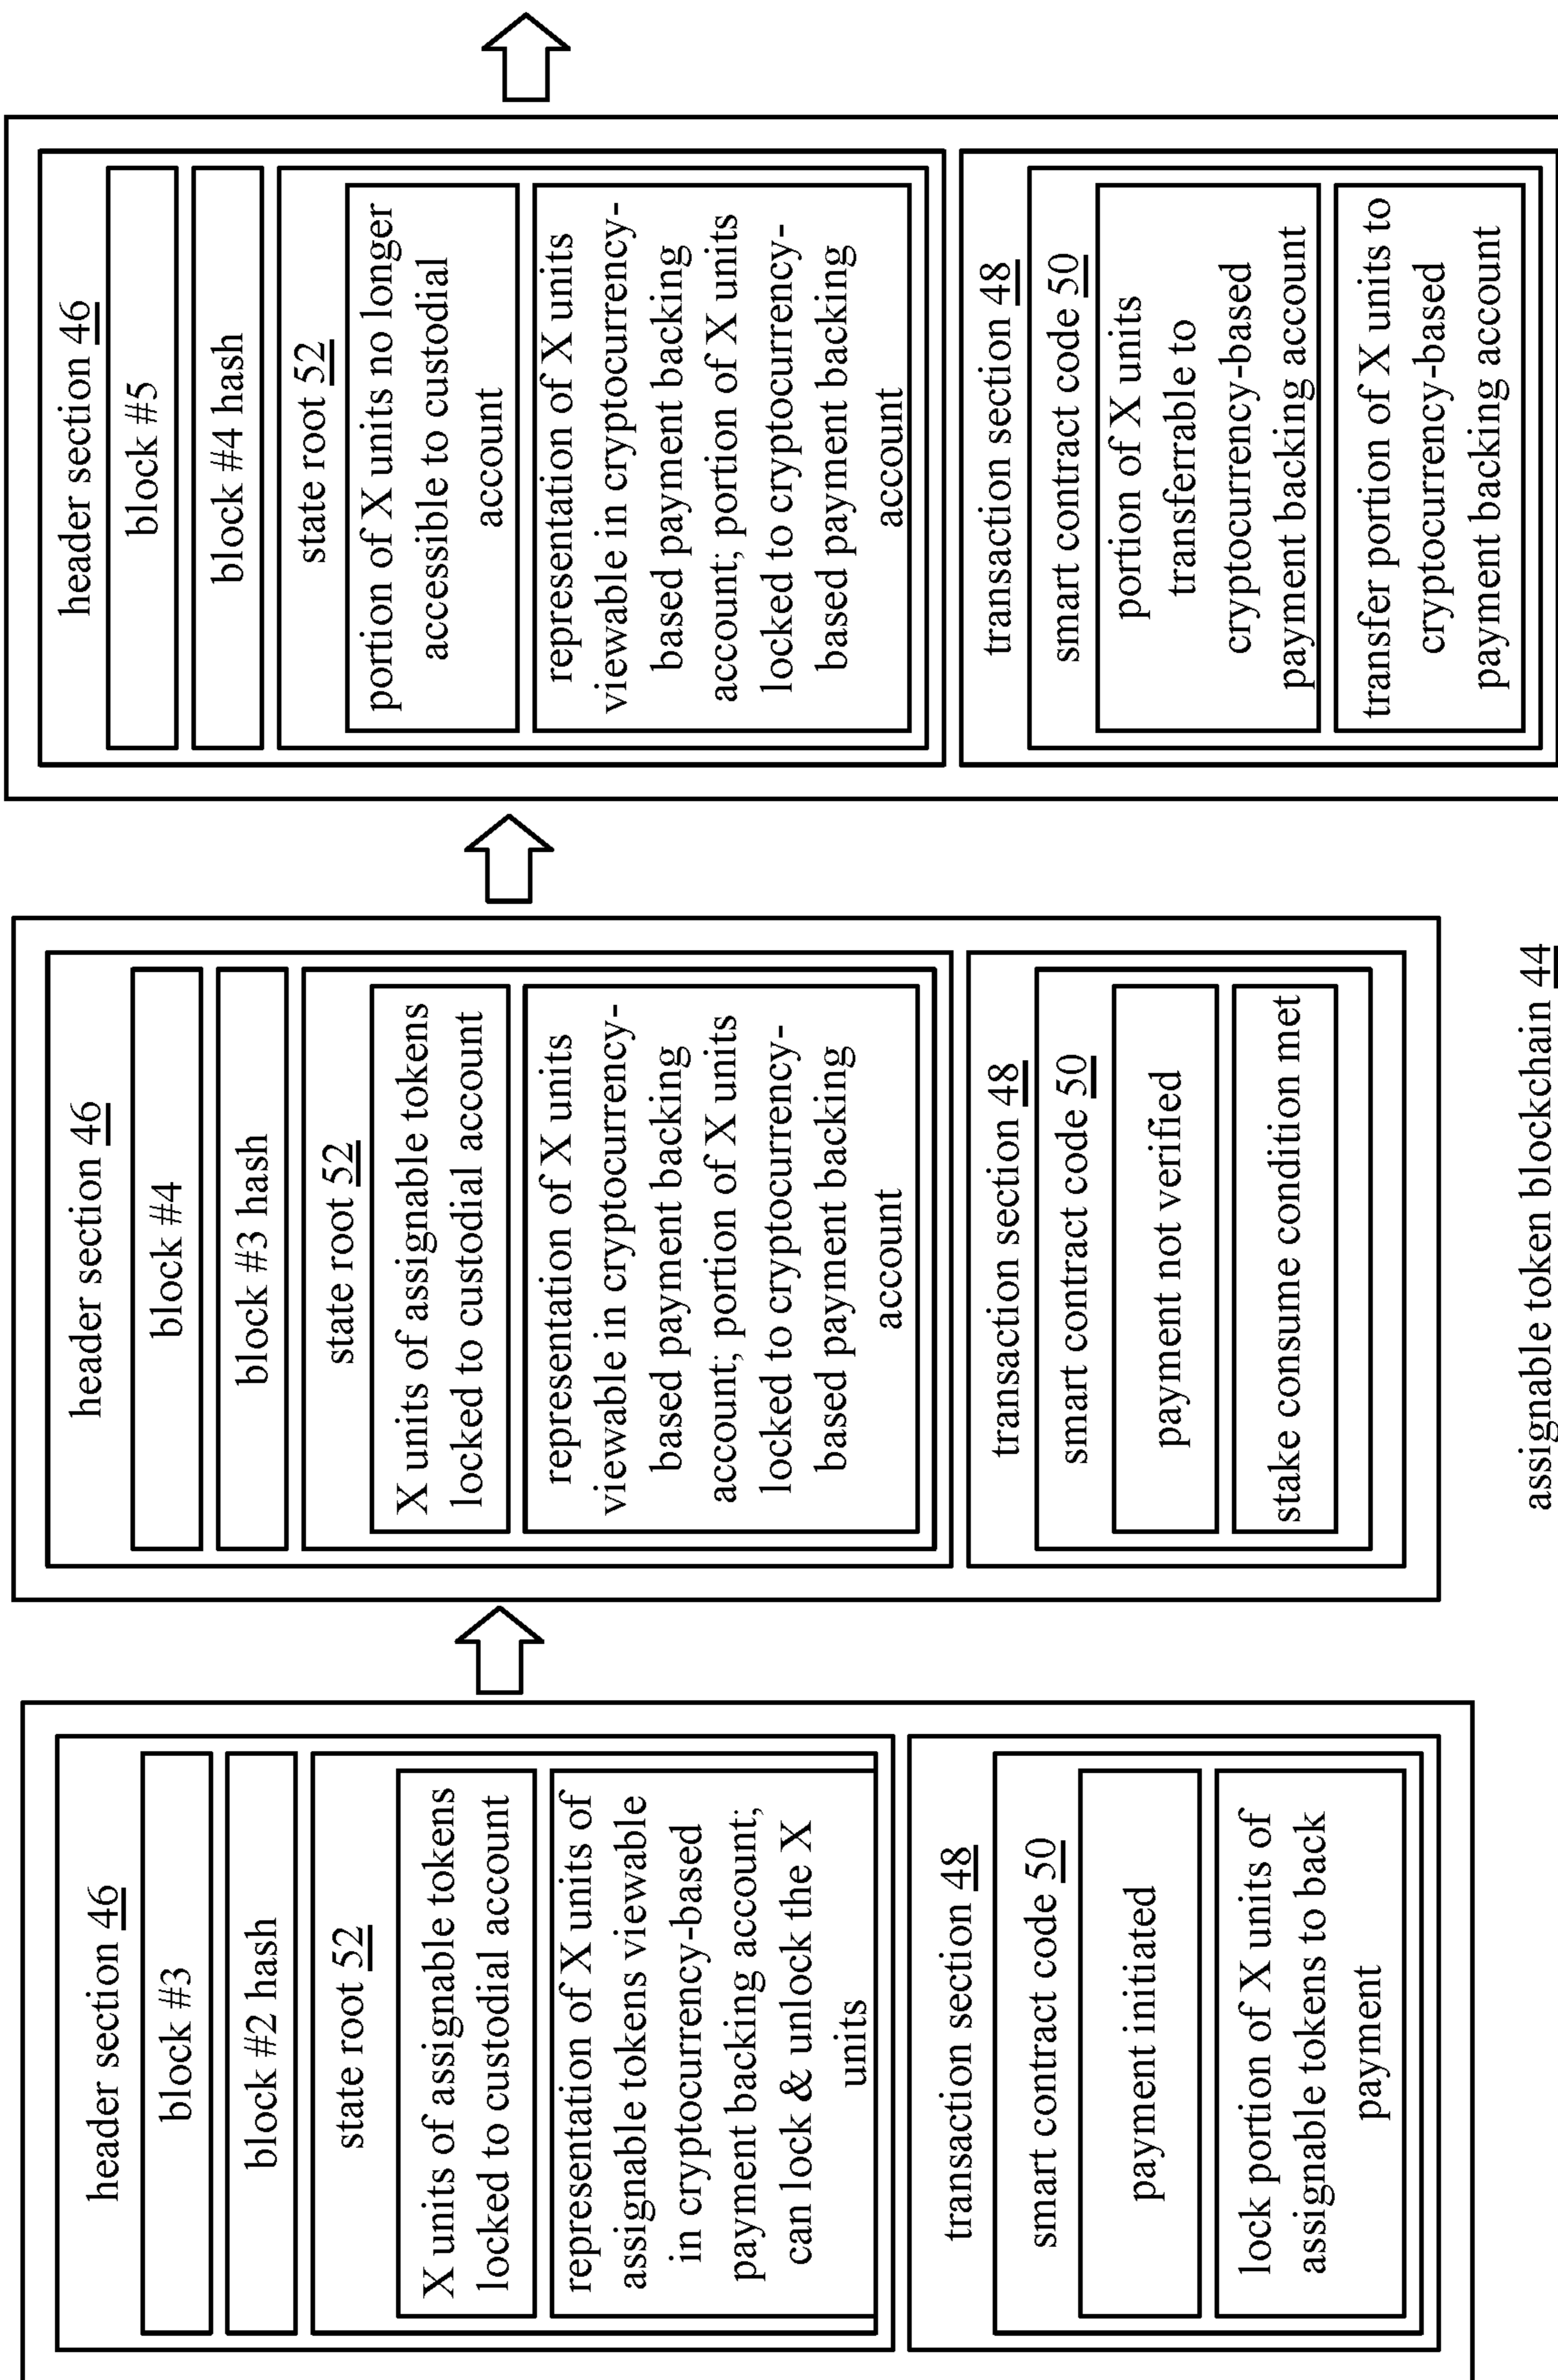 header section 46
block #3
block #2 hash
state root 52
X units of assignable tokens
locked to custodial account
representation of X units of
assignable tokens viewable
in cryptocurrency-based
payment backing account;
can lock & unlock the X
units
transaction section 48
smart contract code 50
payment initiated
lock portion of X units of
assignable tokens to back
payment
header section 46
block #4
block #3 hash
state root 52
X units of assignable tokens
locked to custodial account
representation of X units
viewable in cryptocurrency-
based payment backing
account; portion of X units
locked to cryptocurrency-
based payment backing
account
transaction section 48
smart contract code 50
payment not verified
stake consume condition met
header section 46
block #5
block #4 hash
state root 52
portion of X units no longer
accessible to custodial
account
representation of X units
viewable in cryptocurrency-
based payment backing
account; portion of X units
locked to cryptocurrency-
based payment backing
account
transaction section 48
smart contract code 50
portion of X units
transferrable to
cryptocurrency-based
payment backing account
transfer portion of X units to
cryptocurrency-based
payment backing account
assignable token blockchain 44